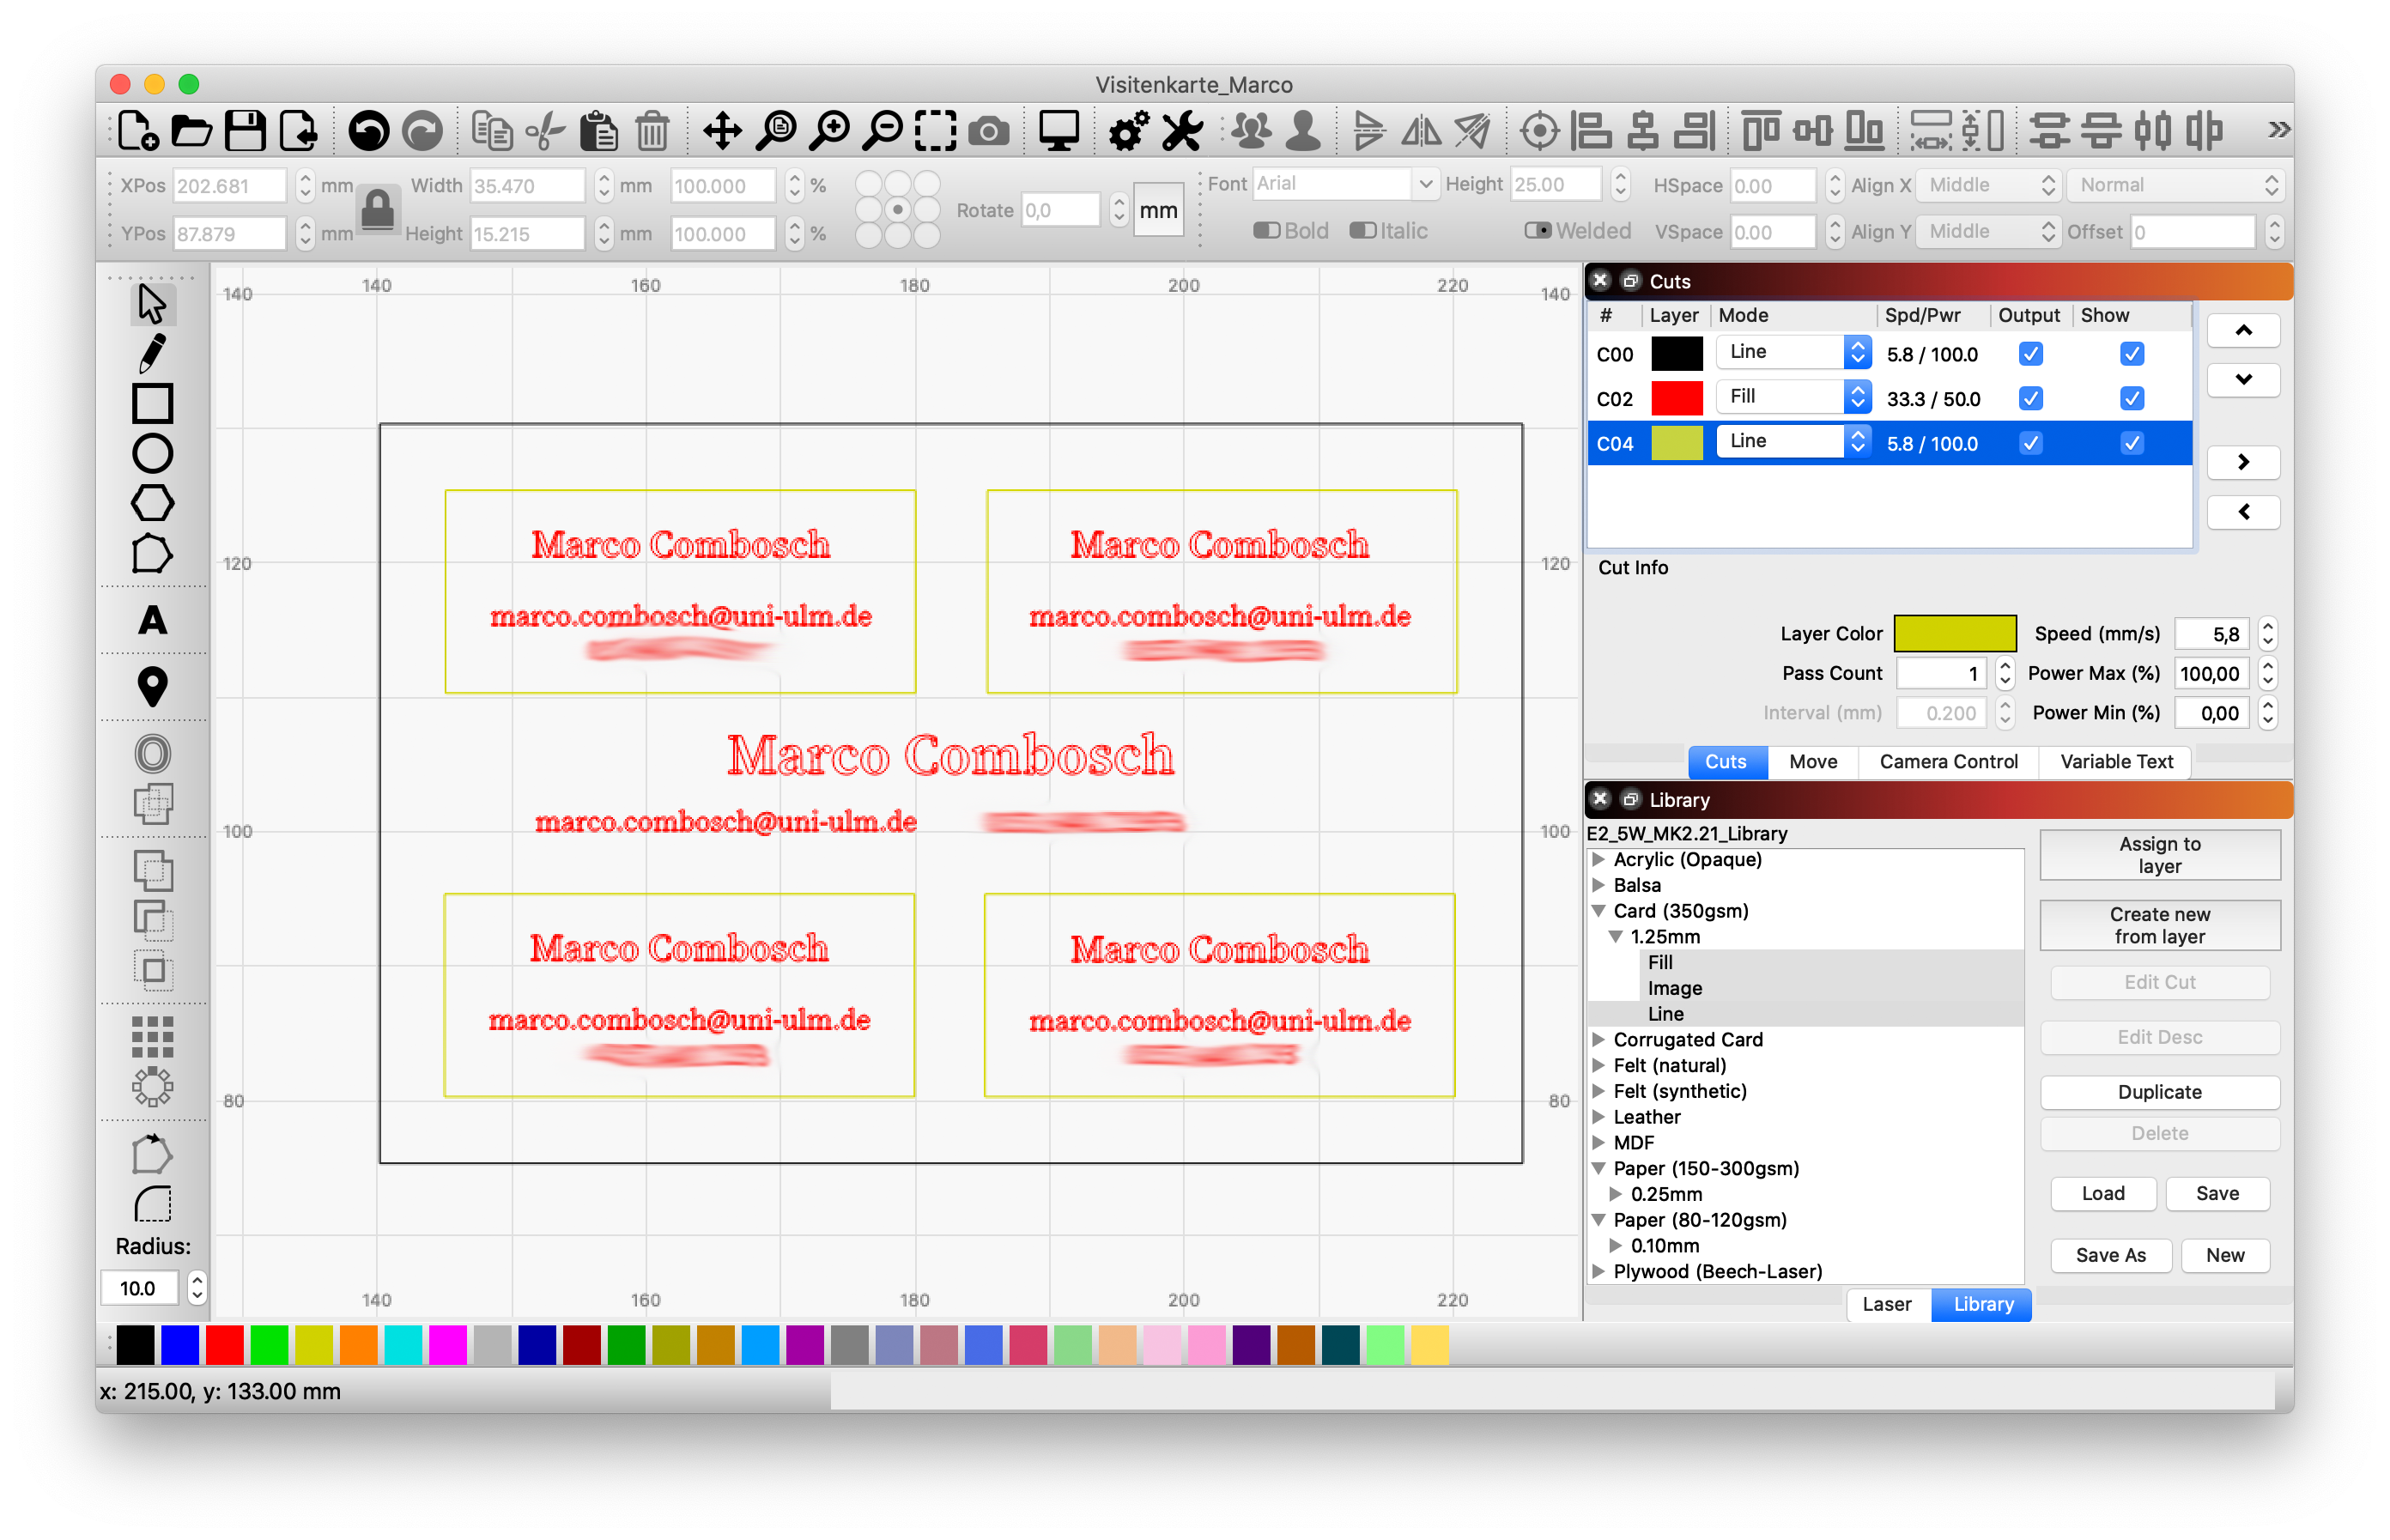 Visitenkarte_Marco
XPos 202.681 mm Width 35.470 mm 100.000 % Rotate 0,0 mm Font Arial Height 25.00 HSpace 0.00 Align X Middle Normal
YPos 87.879 mm Height 15.215 mm 100.000 % Bold Italic Welded VSpace 0.00 Align Y Middle Offset 0
140 160 180 200 220
140 140
120 120
100 100
80 80
Marco Combosch Marco Combosch
marco.combosch@uni-ulm.de marco.combosch@uni-ulm.de
Marco Combosch
marco.combosch@uni-ulm.de
Marco Combosch Marco Combosch
marco.combosch@uni-ulm.de marco.combosch@uni-ulm.de
140 160 180 200 220
A
Radius:
10.0
Cuts
# Layer Mode Spd/Pwr Output Show
C00 Line 5.8 / 100.0
C02 Fill 33.3 / 50.0
C04 Line 5.8 / 100.0
Cut Info
Layer Color Speed (mm/s) 5,8
Pass Count 1 Power Max (%) 100,00
Interval (mm) 0.200 Power Min (%) 0,00
Cuts Move Camera Control Variable Text
Library
E2_5W_MK2.21_Library
Acrylic (Opaque)
Balsa
Card (350gsm)
1.25mm
Fill
Image
Line
Corrugated Card
Felt (natural)
Felt (synthetic)
Leather
MDF
Paper (150-300gsm)
0.25mm
Paper (80-120gsm)
0.10mm
Plywood (Beech-Laser)
Assign to
layer
Create new
from layer
Edit Cut
Edit Desc
Duplicate
Delete
Load Save
Save As New
Laser Library
x: 215.00, y: 133.00 mm